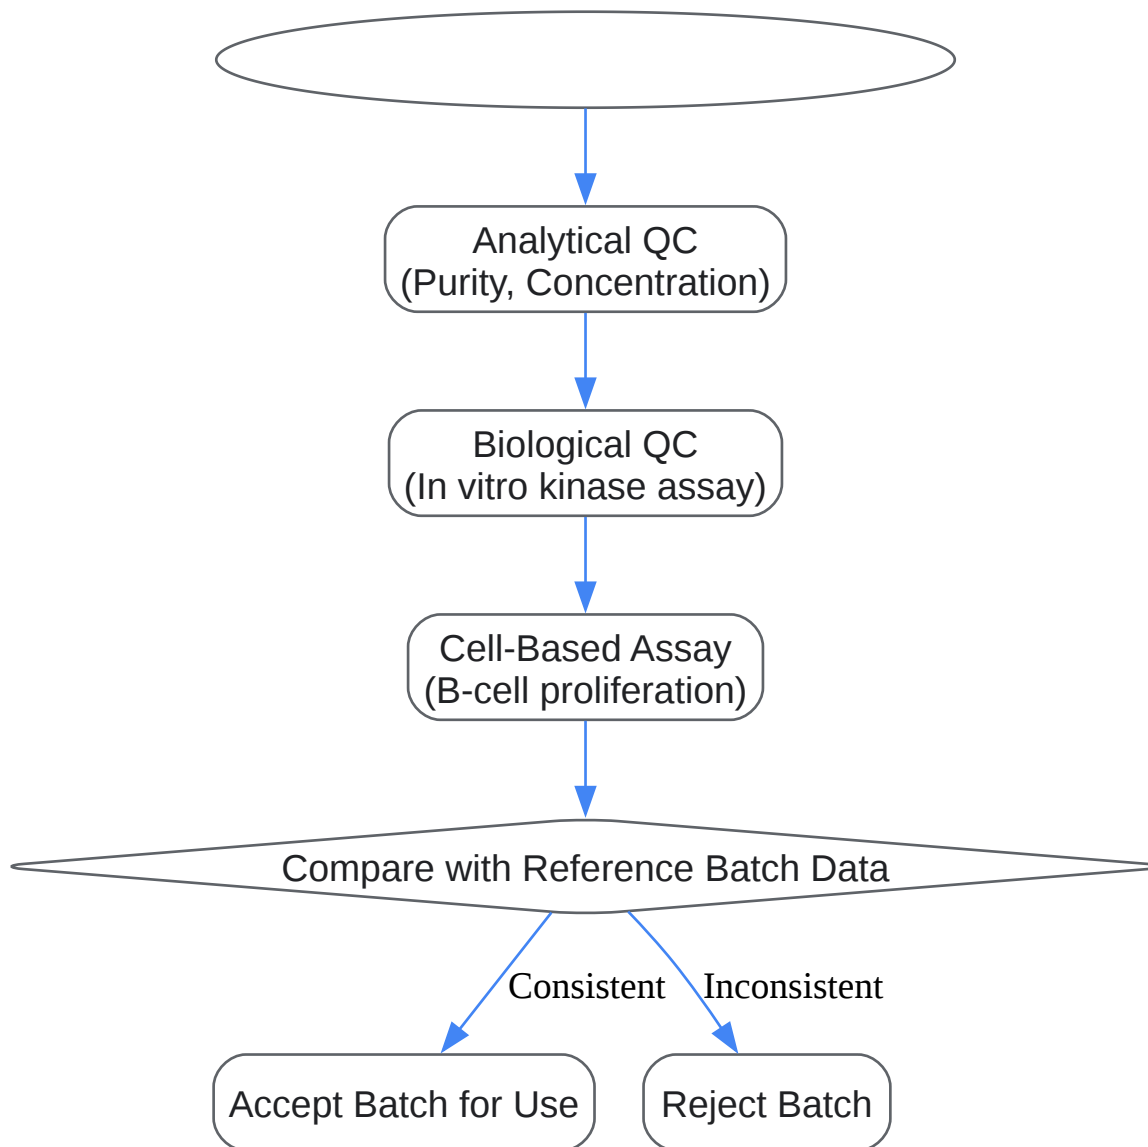 Analytical QC
(Purity, Concentration)
Biological QC
(In vitro kinase assay)
Cell-Based Assay
(B-cell proliferation)
Compare with Reference Batch Data
Consistent
Inconsistent
Accept Batch for Use
Reject Batch